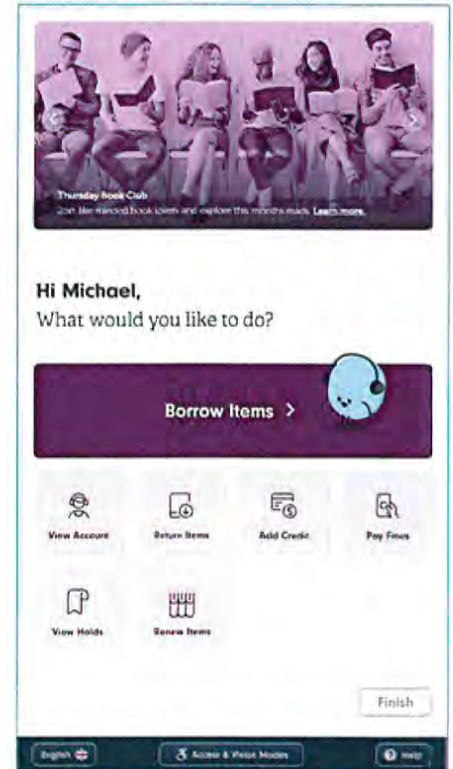 Thursday Book Club
Join like minded book lovers and explore this months reads. Learn more.
Hi Michael,
What would you like to do?
Borrow Items >
View Account
Return Items
Add Credit
Pay Fines
View Holds
Renew Items
Finish
English
Access & Vision Modes
Help